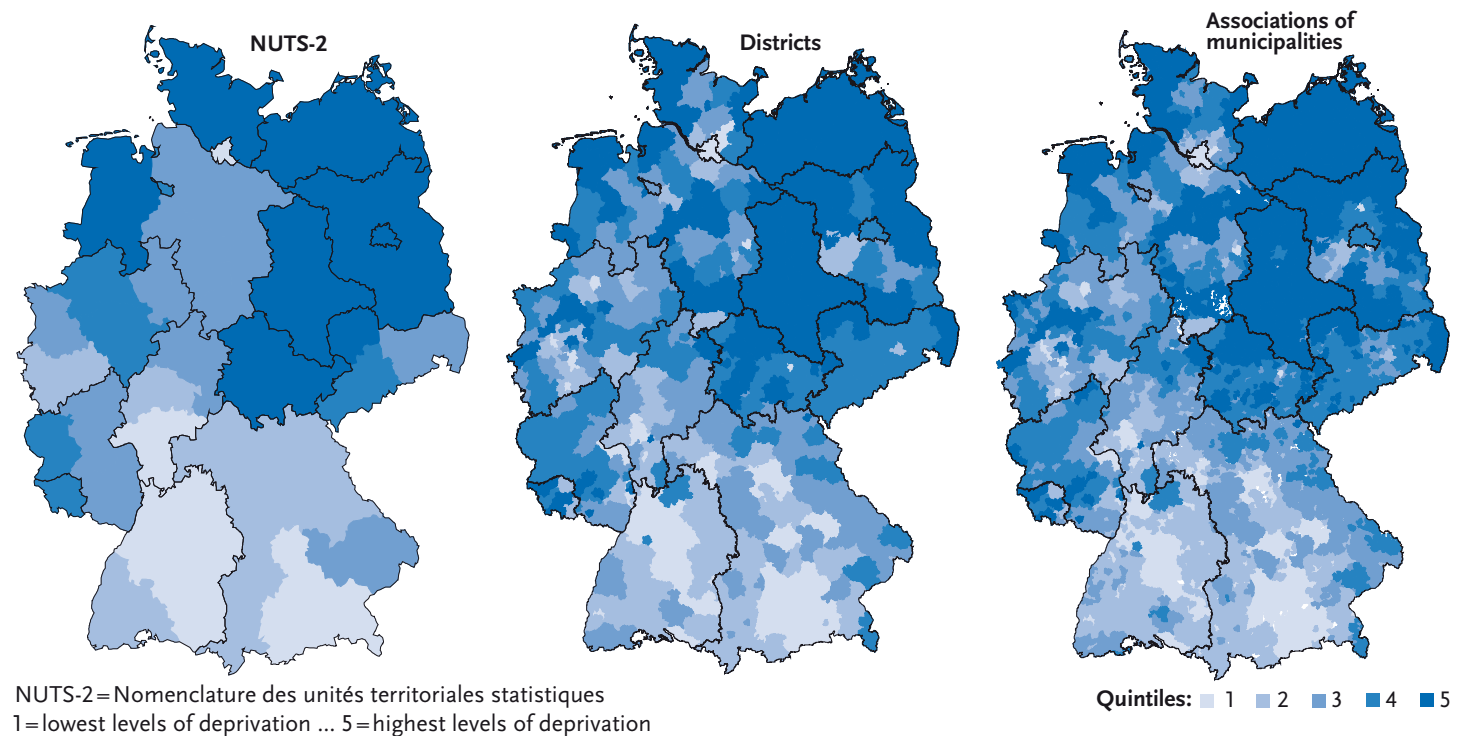 NUTS-2
Districts
Associations of
municipalities
NUTS-2=Nomenclature des unités territoriales statistiques
1=lowest levels of deprivation ... 5=highest levels of deprivation
Quintiles: 1 2 3 4 5